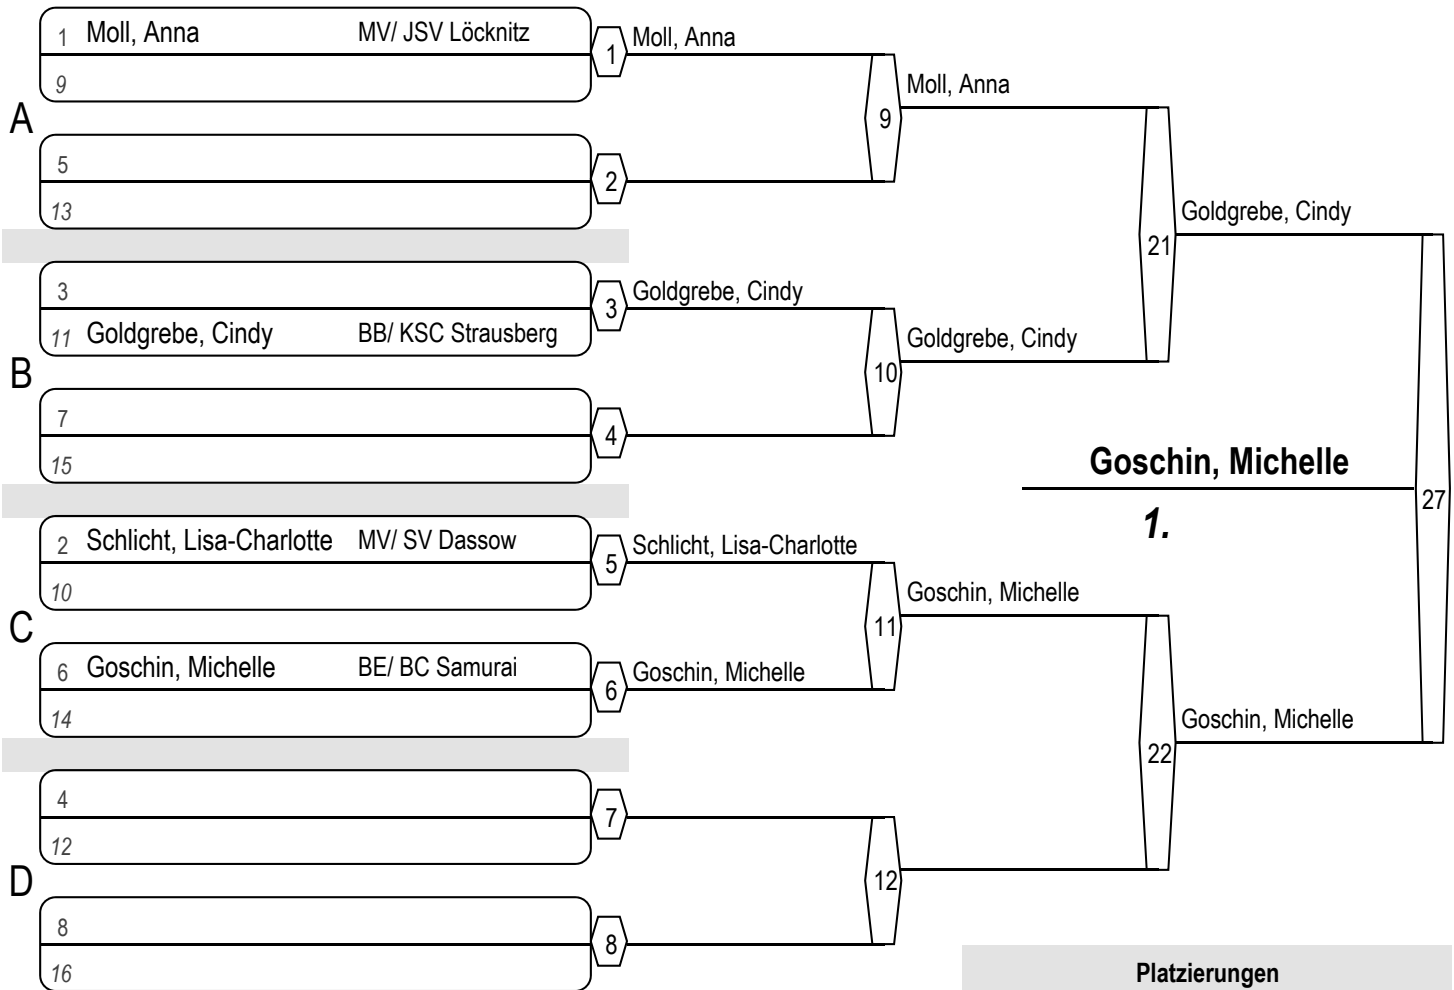 1 Moll, Anna MV/ JSV Löcknitz
9
1
Moll, Anna
A
5
13
2
9
Moll, Anna
3
11 Goldgrebe, Cindy BB/ KSC Strausberg
3
Goldgrebe, Cindy
B
7
15
4
10
Goldgrebe, Cindy
21
Goldgrebe, Cindy
2 Schlicht, Lisa-Charlotte MV/ SV Dassow
10
5
Schlicht, Lisa-Charlotte
C
6 Goschin, Michelle BE/ BC Samurai
14
6
Goschin, Michelle
11
Goschin, Michelle
4
12
7
D
8
16
8
12
22
Goschin, Michelle
27
Goschin, Michelle
1.
Platzierungen